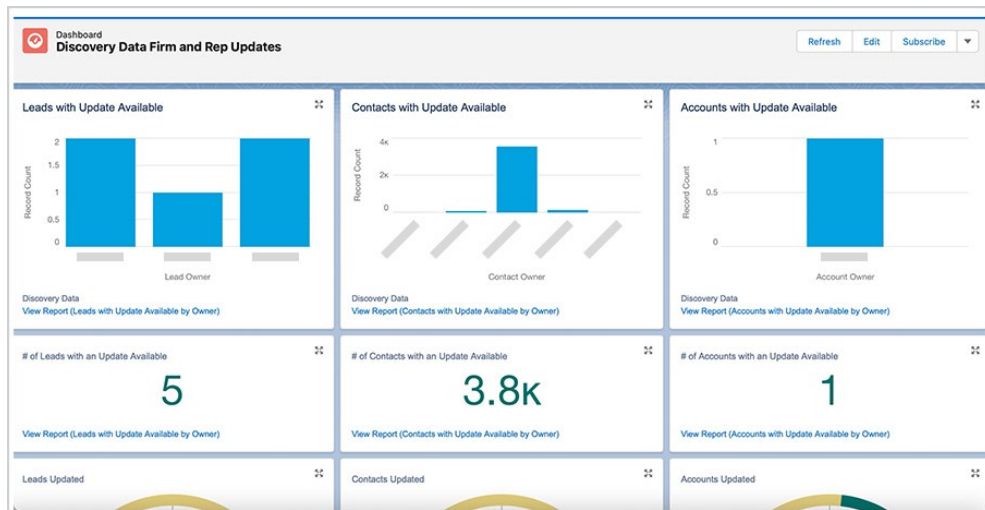 Dashboard
Discovery Data Firm and Rep Updates
Refresh Edit Subscribe
Leads with Update Available
2
1.5
1
0.5
0
Record Count
Lead Owner
Discovery Data
View Report (Leads with Update Available by Owner)
Contacts with Update Available
4K
2K
0
Record Count
Contact Owner
Discovery Data
View Report (Contacts with Update Available by Owner)
Accounts with Update Available
1
0.5
0
Record Count
Account Owner
Discovery Data
View Report (Accounts with Update Available by Owner)
# of Leads with an Update Available
5
View Report (Leads with Update Available by Owner)
# of Contacts with an Update Available
3.8K
View Report (Contacts with Update Available by Owner)
# of Accounts with an Update Available
1
View Report (Accounts with Update Available by Owner)
Leads Updated
Contacts Updated
Accounts Updated